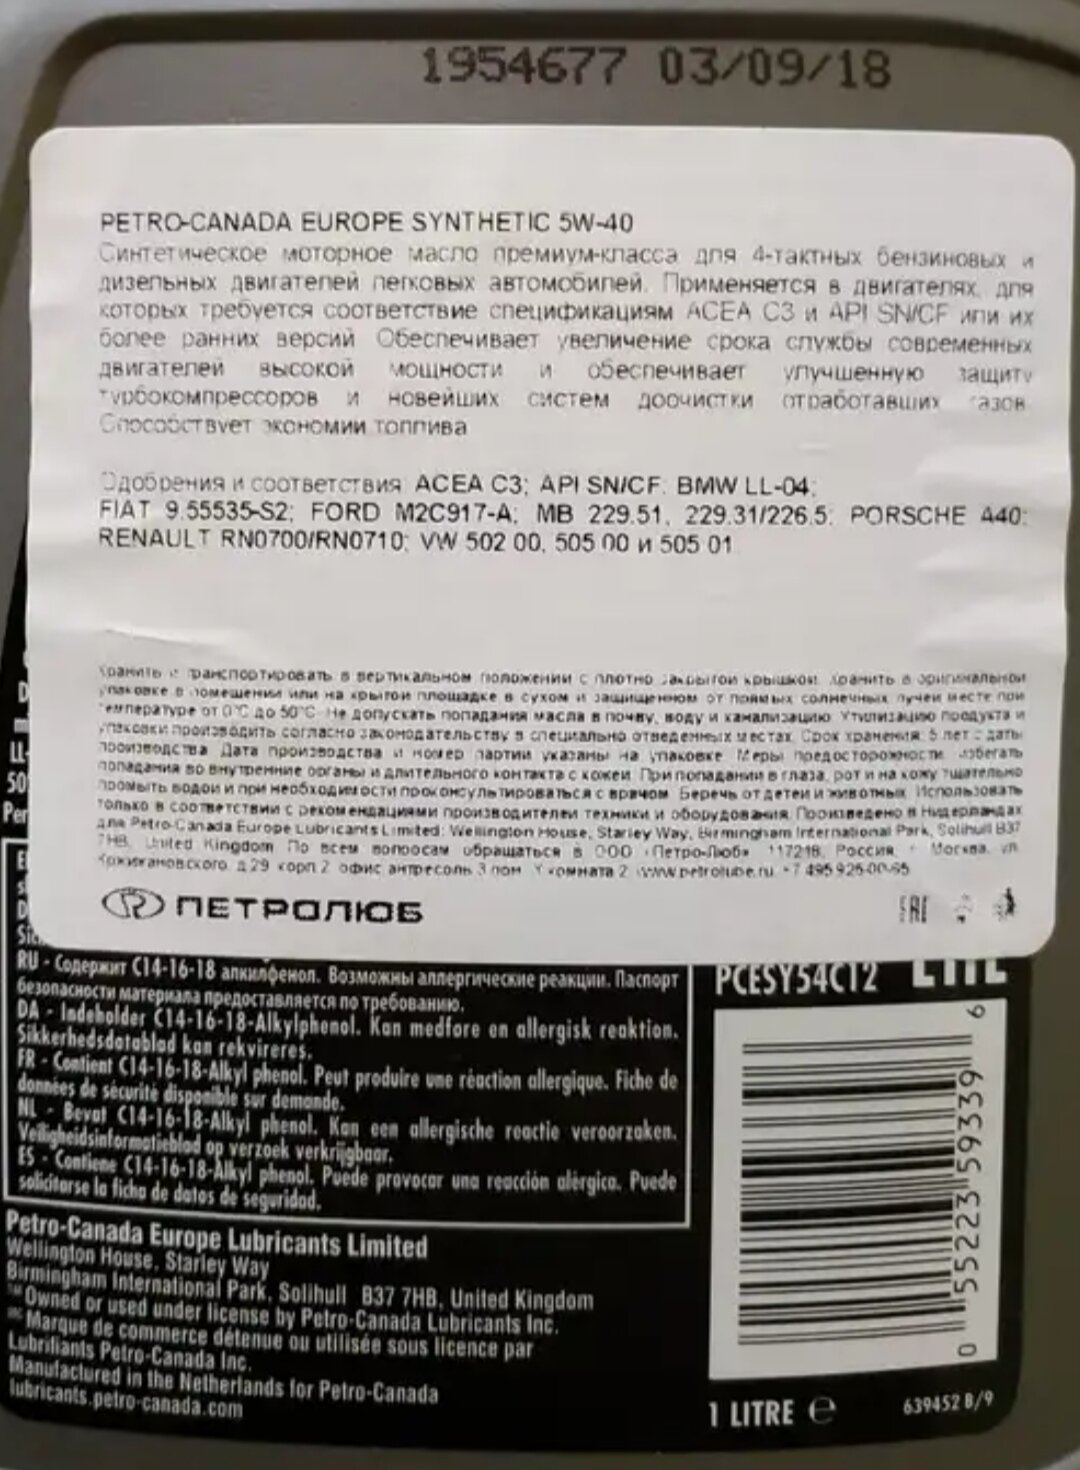 1954677 03/09/18
PETRO-CANADA EUROPE SYNTHETIC 5W-40
Синтетическое моторное масло премиум-класса для 4-тактных бензиновых и
дизельных двигателей легковых автомобилей. Применяется в двигателях, для
которых требуется соответствие спецификациям ACEA C3 и API SN/CF или их
более ранних версий Обеспечивает увеличение срока службы современных
двигателей высокой мощности и обеспечивает улучшенную защиту
турбокомпрессоров и новейших систем доочистки отработавших газов
Способствует экономии топлива
Одобрения и соответствия ACEA C3; API SN/CF; BMW LL-04;
FIAT 9.55535-S2; FORD M2C917-A; MB 229.51, 229.31/226.5; PORSCHE A40;
RENAULT RN0700/RN0710; VW 502 00, 505 00 и 505 01
Хранить и транспортировать в вертикальном положении с плотно закрытой крышкой. Хранить в оригинальной
упаковке в помещении или на крытой площадке в сухом и защищенном от прямых солнечных лучей месте при
температуре от 0°C до 50°C Не допускать попадания масла в почву, воду и канализацию Утилизацию продукта и
упаковки производить согласно законодательству в специально отведенных местах Срок хранения: 5 лет с даты
производства Дата производства и номер партии указаны на упаковке Меры предосторожности избегать
попадания во внутренние органы и длительного контакта с кожей При попадании в глаза, рот и на кожу тщательно
промыть водой и при необходимости проконсультироваться с врачом Беречь от детей и животных Использовать
только в соответствии с рекомендациями производителей техники и оборудования Произведено в Нидерландах
для Petro-Canada Europe Lubricants Limited: Wellington House, Starley Way, Birmingham International Park, Solihull B37
7HB, United Kingdom По всем вопросам обращаться в ООО «Петро-Люб» 117218, Россия, г Москва, ул
Кржижановского, д 29 корп 2 офис антресоль 3 пом комната 2 www.petrolube.ru +7 495 925-00-65
ПЕТРОЛЮБ
EAC
D
LL-
50
Per
RU - Содержит C14-16-18 алкилфенол. Возможны аллергические реакции. Паспорт
безопасности материала предоставляется по требованию.
DA - Indeholder C14-16-18-Alkylphenol. Kan medføre en allergisk reaktion.
Sikkerhedsdatablad kan rekvireres.
FR - Contient C14-16-18-Alkyl phenol. Peut produire une réaction allergique. Fiche de
données de sécurité disponible sur demande.
NL - Bevat C14-16-18-Alkyl phenol. Kan een allergische reactie veroorzaken.
Veiligheidsinformatieblad op verzoek verkrijgbaar.
ES - Contiene C14-16-18-Alkyl phenol. Puede provocar una reacción alérgica. Puede
solicitarse la ficha de datos de seguridad.
Petro-Canada Europe Lubricants Limited
Wellington House, Starley Way
Birmingham International Park, Solihull B37 7HB, United Kingdom
™Owned or used under license by Petro-Canada Lubricants Inc.
Marque de commerce détenue ou utilisée sous licence par
Lubrifiants Petro-Canada Inc.
Manufactured in the Netherlands for Petro-Canada
lubricants.petro-canada.com
PCESY54C12
0 55223 59339 6
1 LITRE e
639452 B/9